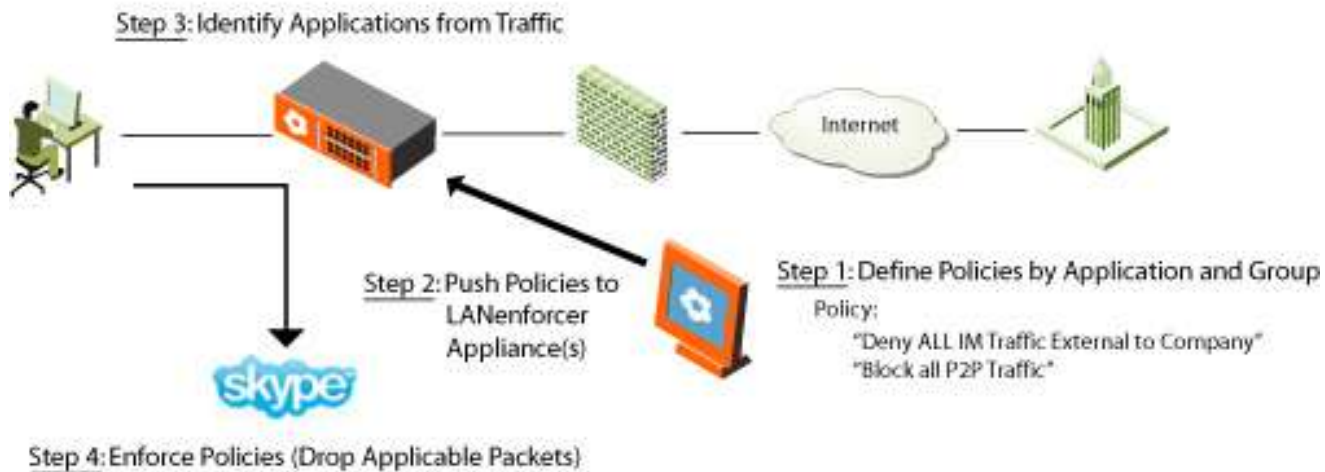 Step 3: Identify Applications from Traffic
Internet
Step 2: Push Policies to
LANenforcer
Appliance(s)
Step 1: Define Policies by Application and Group
Policy:
"Deny ALL IM Traffic External to Company"
"Block all P2P Traffic"
skype
Step 4: Enforce Policies (Drop Applicable Packets)